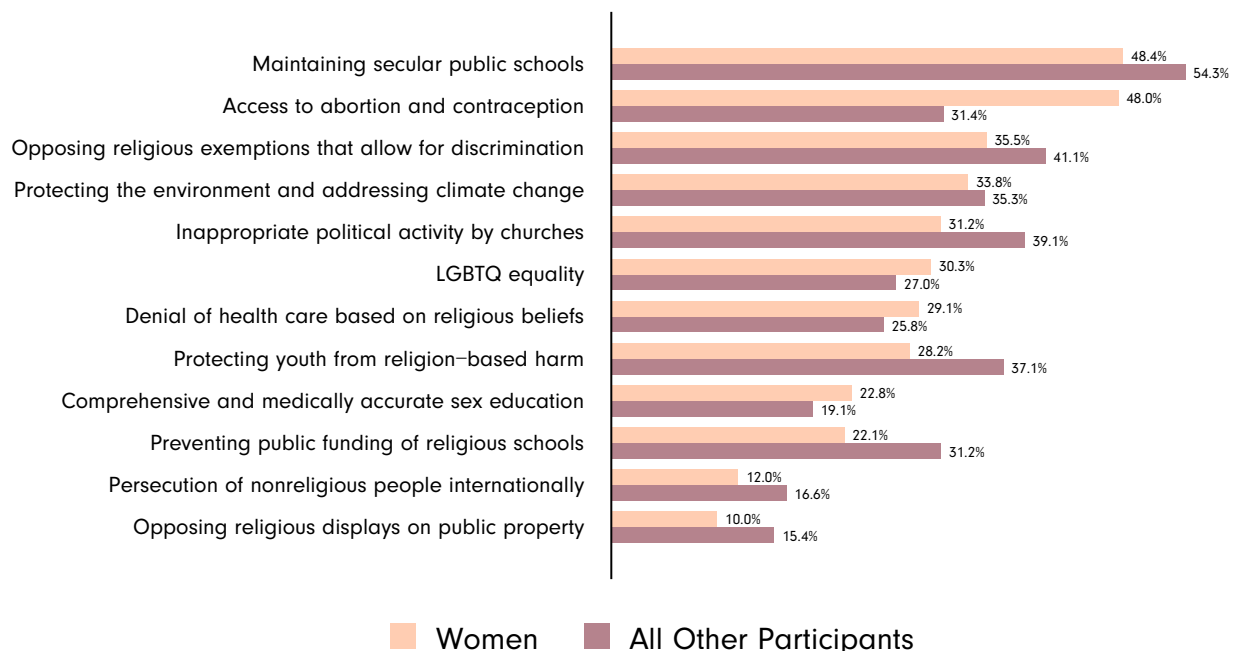 Maintaining secular public schools
48.4%
54.3%
Access to abortion and contraception
48.0%
31.4%
Opposing religious exemptions that allow for discrimination
35.5%
41.1%
Protecting the environment and addressing climate change
33.8%
35.3%
Inappropriate political activity by churches
31.2%
39.1%
LGBTQ equality
30.3%
27.0%
Denial of health care based on religious beliefs
29.1%
25.8%
Protecting youth from religion–based harm
28.2%
37.1%
Comprehensive and medically accurate sex education
22.8%
19.1%
Preventing public funding of religious schools
22.1%
31.2%
Persecution of nonreligious people internationally
12.0%
16.6%
Opposing religious displays on public property
10.0%
15.4%
Women All Other Participants